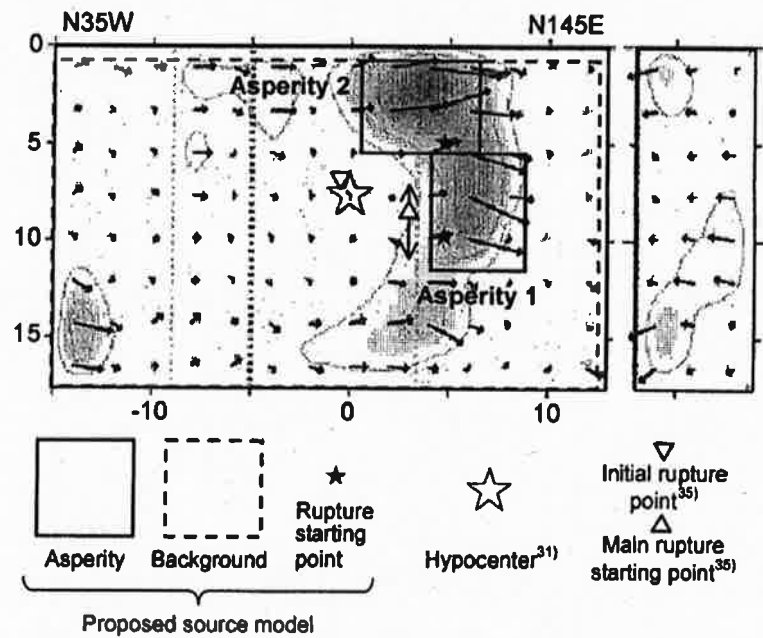 N35W N145E
0
Asperity 2
5
10
Asperity 1
15
-10 0 10
Asperity
Background
Rupture
starting
point
Hypocenter31)
Initial rupture
point35)
Main rupture
starting point35)
Proposed source model